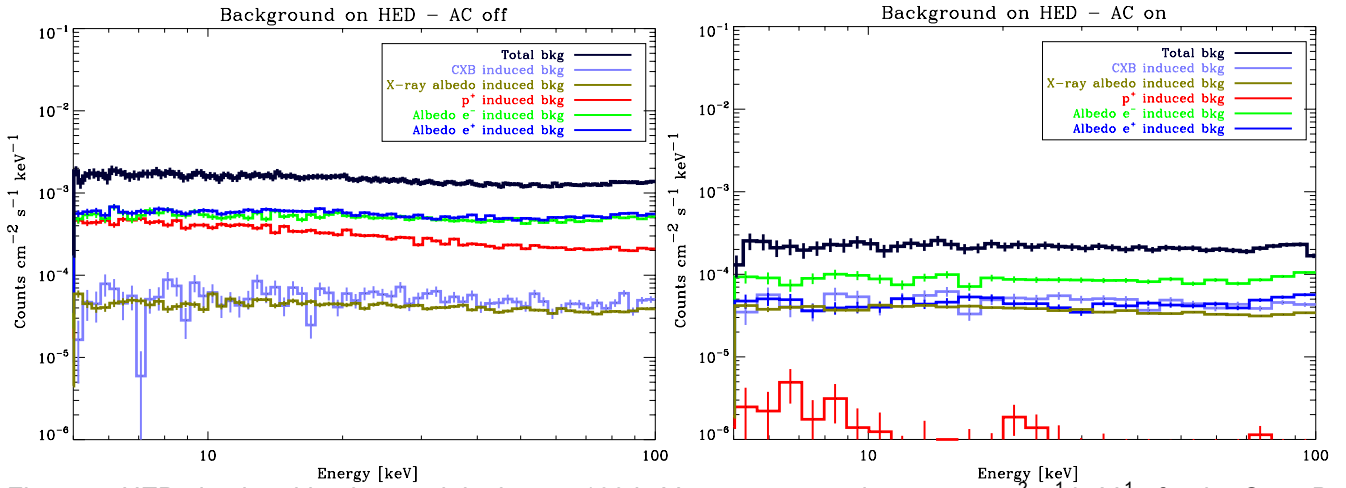 Background on HED – AC off
10⁻¹
10⁻²
10⁻³
10⁻⁴
10⁻⁵
10⁻⁶
Counts cm⁻² s⁻¹ keV⁻¹
Total bkg
CXB induced bkg
X–ray albedo induced bkg
p⁺ induced bkg
Albedo e⁻ induced bkg
Albedo e⁺ induced bkg
10
100
Energy [keV]
Background on HED – AC on
10⁻¹
10⁻²
10⁻³
10⁻⁴
10⁻⁵
10⁻⁶
Counts cm⁻² s⁻¹ keV⁻¹
Total bkg
CXB induced bkg
X–ray albedo induced bkg
p⁺ induced bkg
Albedo e⁻ induced bkg
Albedo e⁺ induced bkg
10
100
Energy [keV]